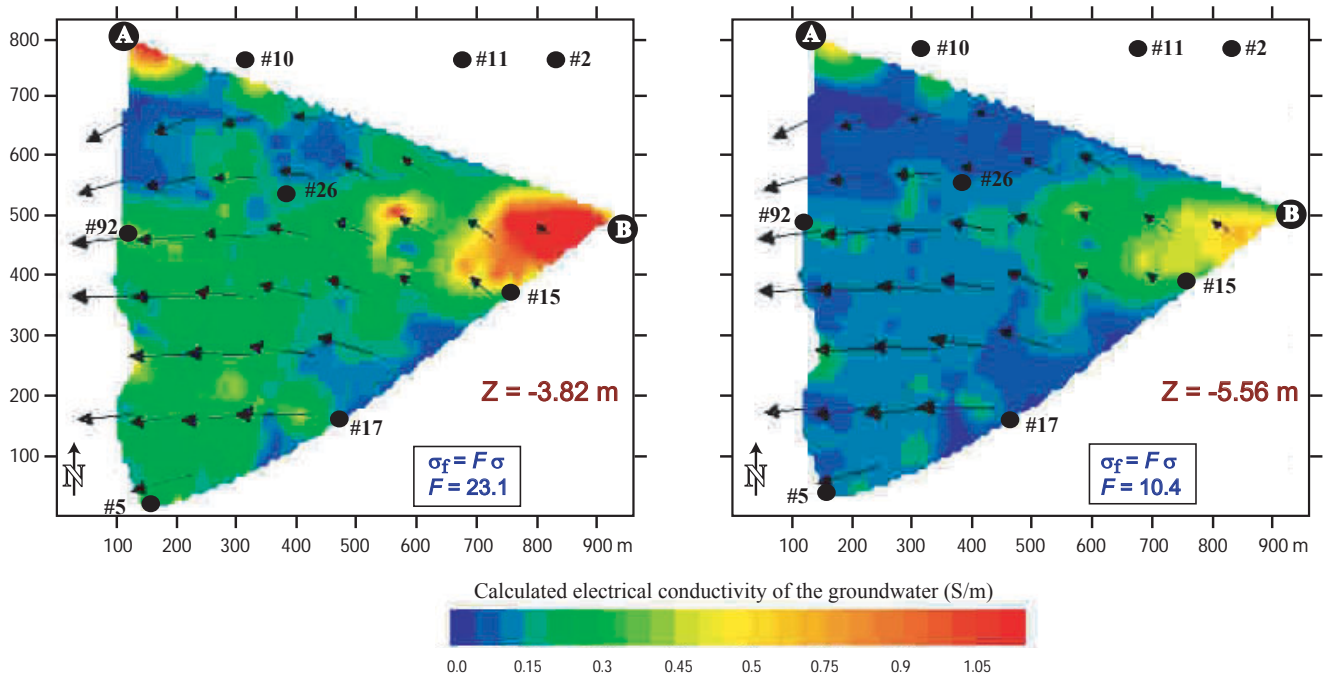 A
800
#10
#11
#2
700
600
#26
500
#92
B
400
#15
300
Z = -3.82 m
200
#17
σf = F σ
F = 23.1
100
N
#5
100 200 300 400 500 600 700 800 900 m
A
#10
#11
#2
#26
#92
B
#15
Z = -5.56 m
#17
σf = F σ
F = 10.4
N
#5
100 200 300 400 500 600 700 800 900 m
Calculated electrical conductivity of the groundwater (S/m)
0.0 0.15 0.3 0.45 0.5 0.75 0.9 1.05